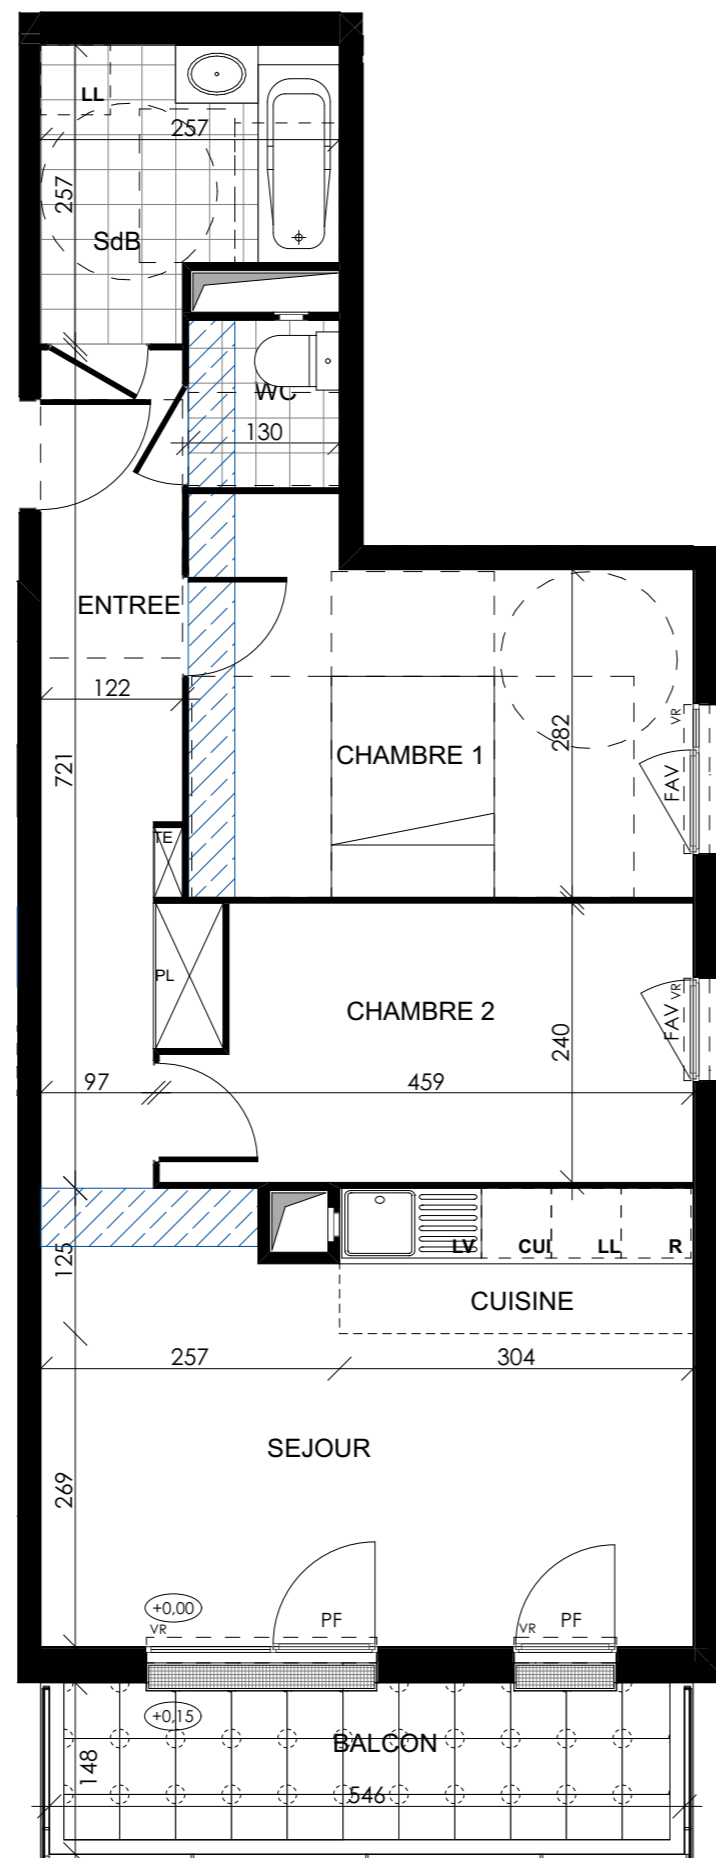 LL
257
257
SdB
WC
130
ENTREE
122
721
282
VR
FAV
CHAMBRE 1
TE
PL
CHAMBRE 2
240
VR
FAV
97
459
125
LV
CUI
LL
R
CUISINE
257
304
SEJOUR
269
+0,00
VR
PF
VR
PF
+0,15
BALCON
148
546